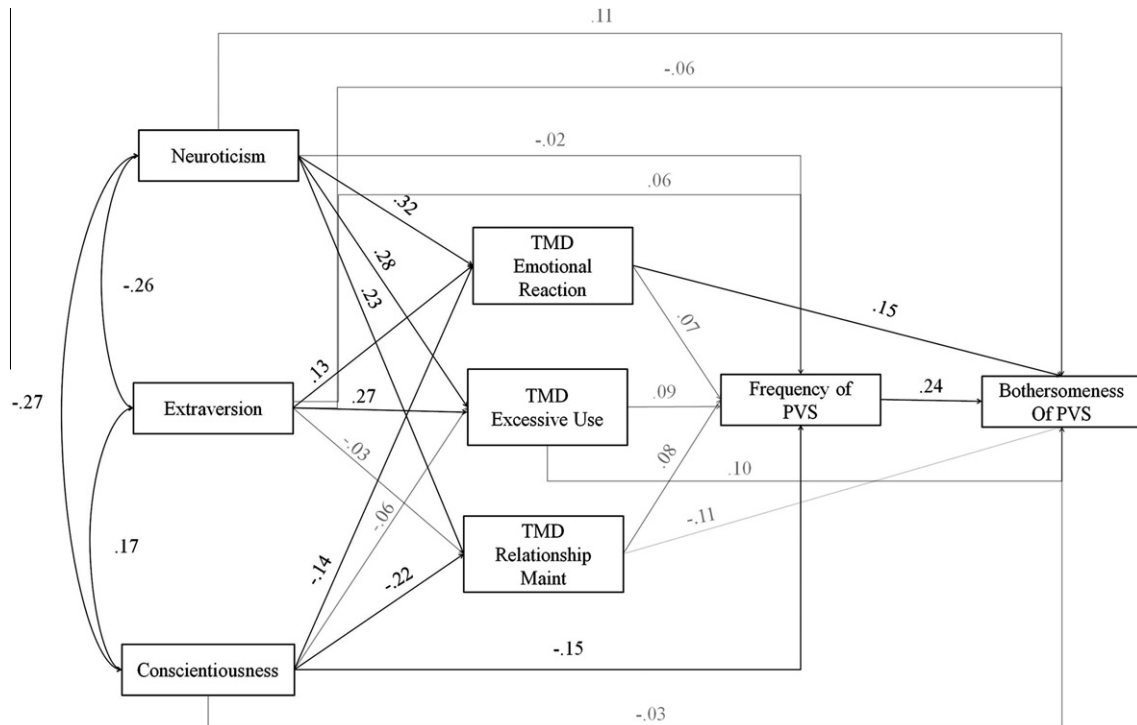 .11
-.06
Neuroticism
-.02
.06
.32
TMD
Emotional
Reaction
.28
.23
-.26
.15
.07
.13
Extraversion
.27
TMD
Excessive Use
.09
Frequency of
PVS
.24
Bothersomeness
Of PVS
-.27
-.03
.08
.10
-.06
-.11
.17
TMD
Relationship
Maint
-.14
-.22
Conscientiousness
-.15
-.03